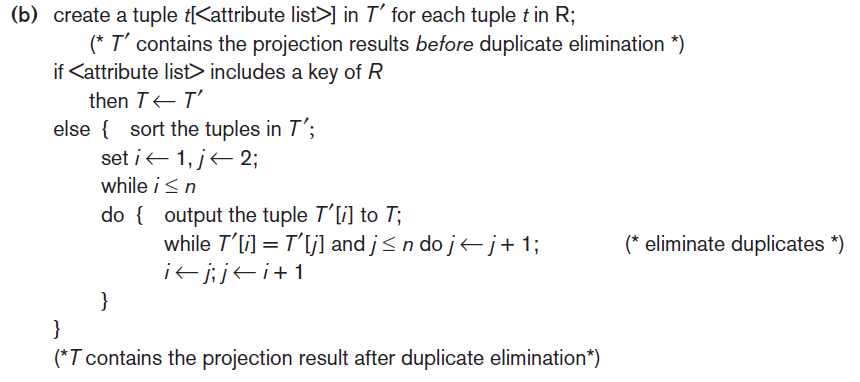 (b) create a tuple t[<attribute list>] in T′ for each tuple t in R;
(* T′ contains the projection results before duplicate elimination *)
if <attribute list> includes a key of R
then T ← T′
else { sort the tuples in T′;
set i ← 1, j ← 2;
while i ≤ n
do { output the tuple T′[i] to T;
while T′[i] = T′[j] and j ≤ n do j ← j + 1; (* eliminate duplicates *)
i ← j; j ← i + 1
}
}
(*T contains the projection result after duplicate elimination*)